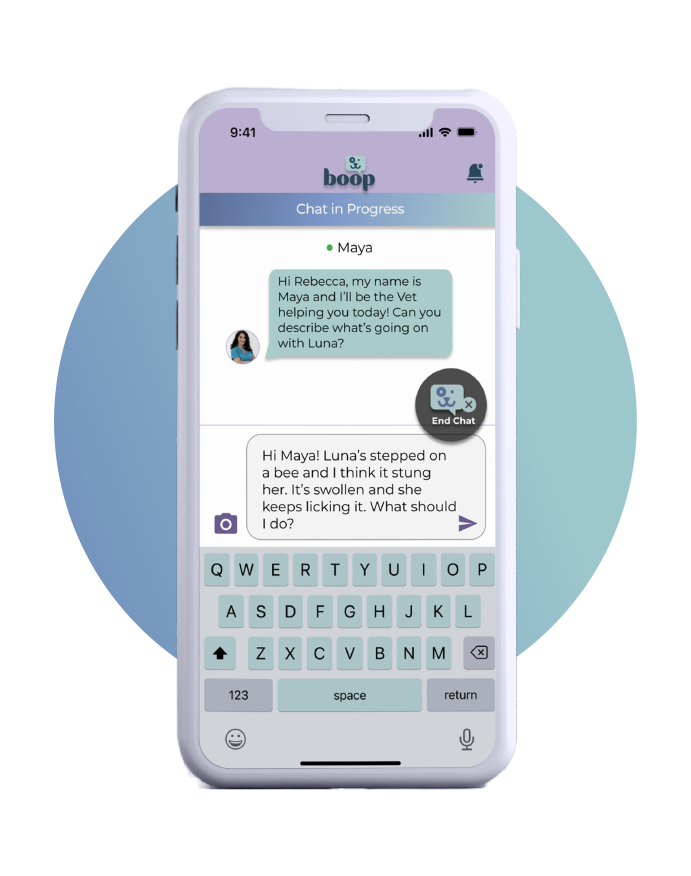 9:41
boop
Chat in Progress
Maya
Hi Rebecca, my name is
Maya and I'll be the Vet
helping you today! Can you
describe what's going on
with Luna?
End Chat
Hi Maya! Luna's stepped on
a bee and I think it stung
her. It's swollen and she
keeps licking it. What should
I do?
Q W E R T Y U I O P
A S D F G H J K L
Z X C V B N M
123 space return